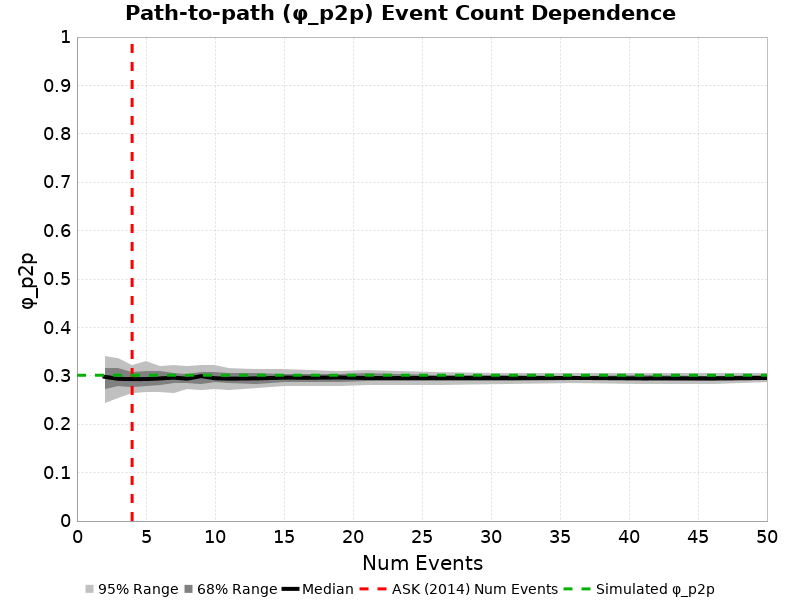 Path-to-path (φ_p2p) Event Count Dependence
1
0.9
0.8
0.7
0.6
0.5
0.4
0.3
0.2
0.1
0
φ_p2p
0 5 10 15 20 25 30 35 40 45 50
Num Events
95% Range 68% Range Median ASK (2014) Num Events Simulated φ_p2p